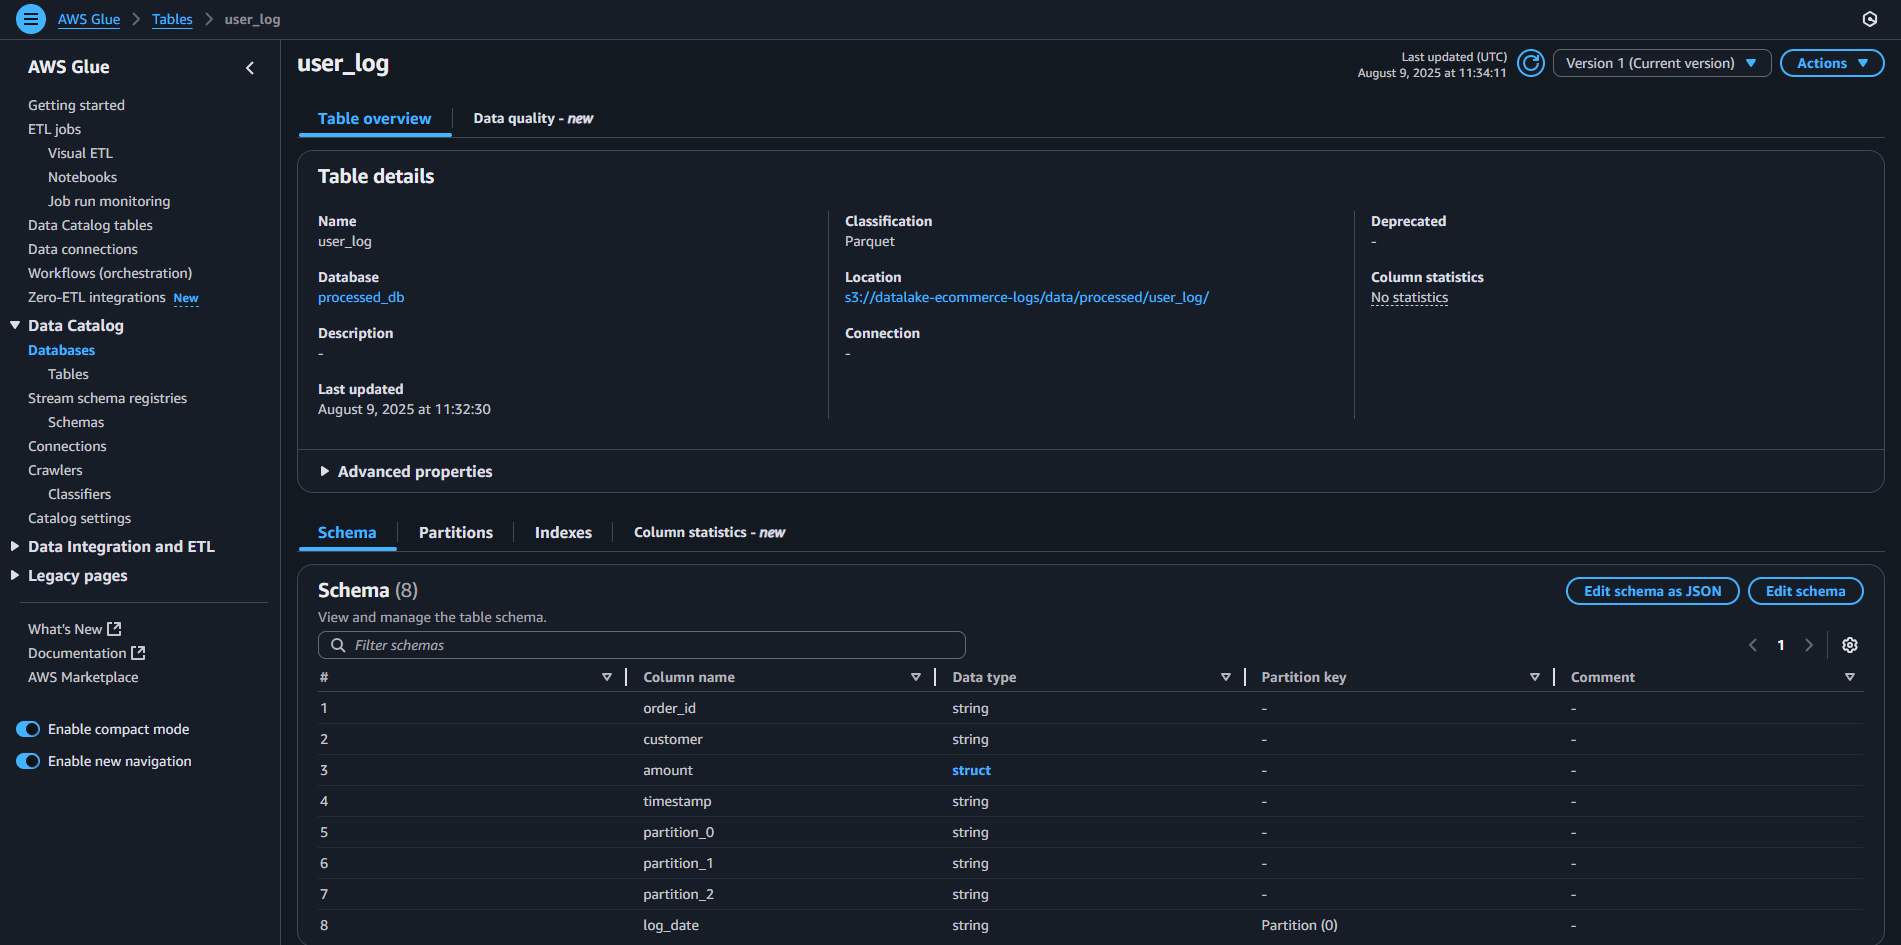 AWS Glue > Tables > user_log
AWS Glue
Getting started
ETL jobs
Visual ETL
Notebooks
Job run monitoring
Data Catalog tables
Data connections
Workflows (orchestration)
Zero-ETL integrations New
Data Catalog
Databases
Tables
Stream schema registries
Schemas
Connections
Crawlers
Classifiers
Catalog settings
Data Integration and ETL
Legacy pages
What's New
Documentation
AWS Marketplace
Enable compact mode
Enable new navigation
user_log
Last updated (UTC)
August 9, 2025 at 11:34:11
Version 1 (Current version)
Actions
Table overview
Data quality - new
Table details
Name
user_log
Database
processed_db
Description
-
Last updated
August 9, 2025 at 11:32:30
Classification
Parquet
Location
s3://datalake-ecommerce-logs/data/processed/user_log/
Connection
-
Deprecated
-
Column statistics
No statistics
Advanced properties
Schema Partitions Indexes Column statistics - new
Schema (8)
View and manage the table schema.
Edit schema as JSON
Edit schema
Filter schemas
1
# Column name Data type Partition key Comment
1 order_id string - -
2 customer string - -
3 amount struct - -
4 timestamp string - -
5 partition_0 string - -
6 partition_1 string - -
7 partition_2 string - -
8 log_date string Partition (0) -